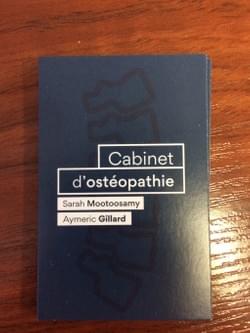 Cabinet
d'ostéopathie
Sarah Mootoosamy
Aymeric Gillard